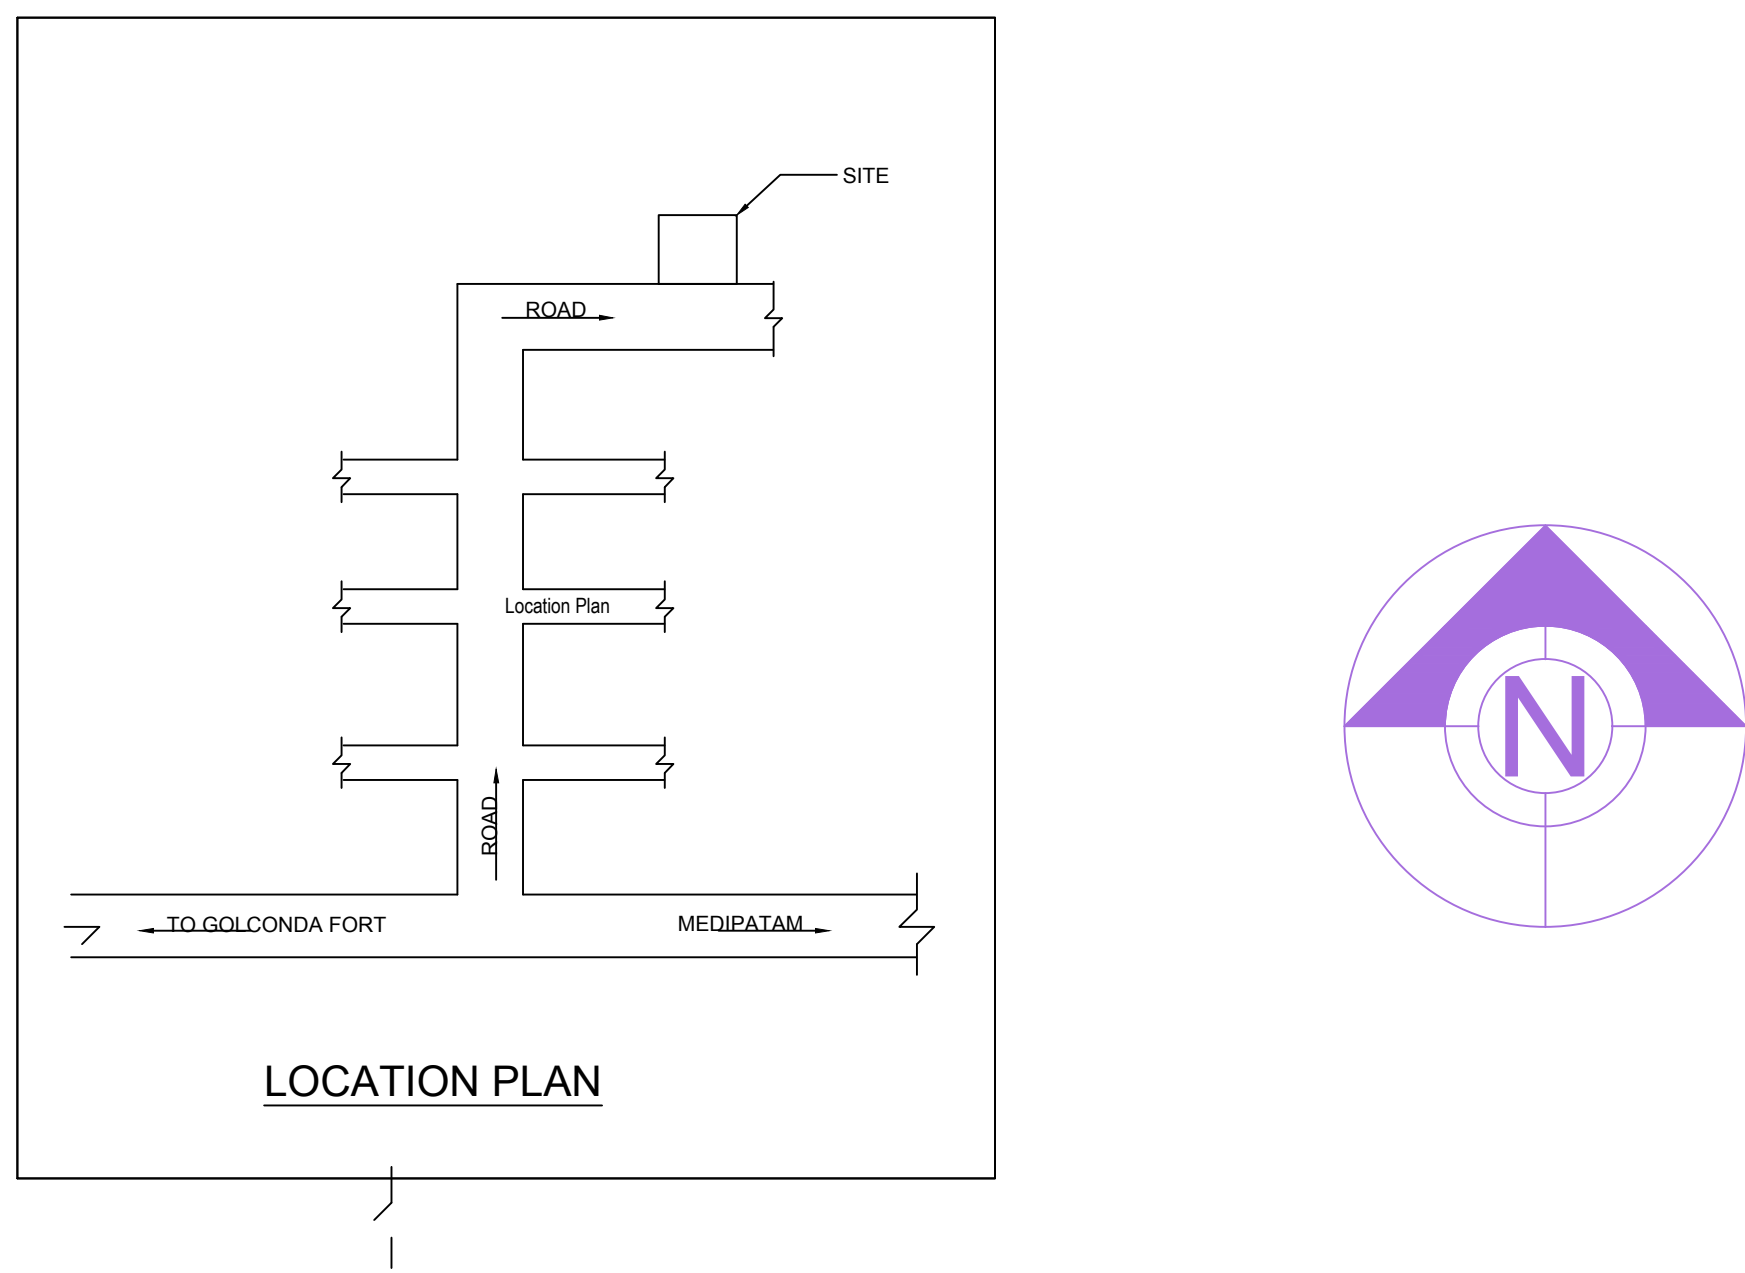 SITE
ROAD
Location Plan
N
ROAD
TO GOLCONDA FORT
MEDIPATAM
LOCATION PLAN